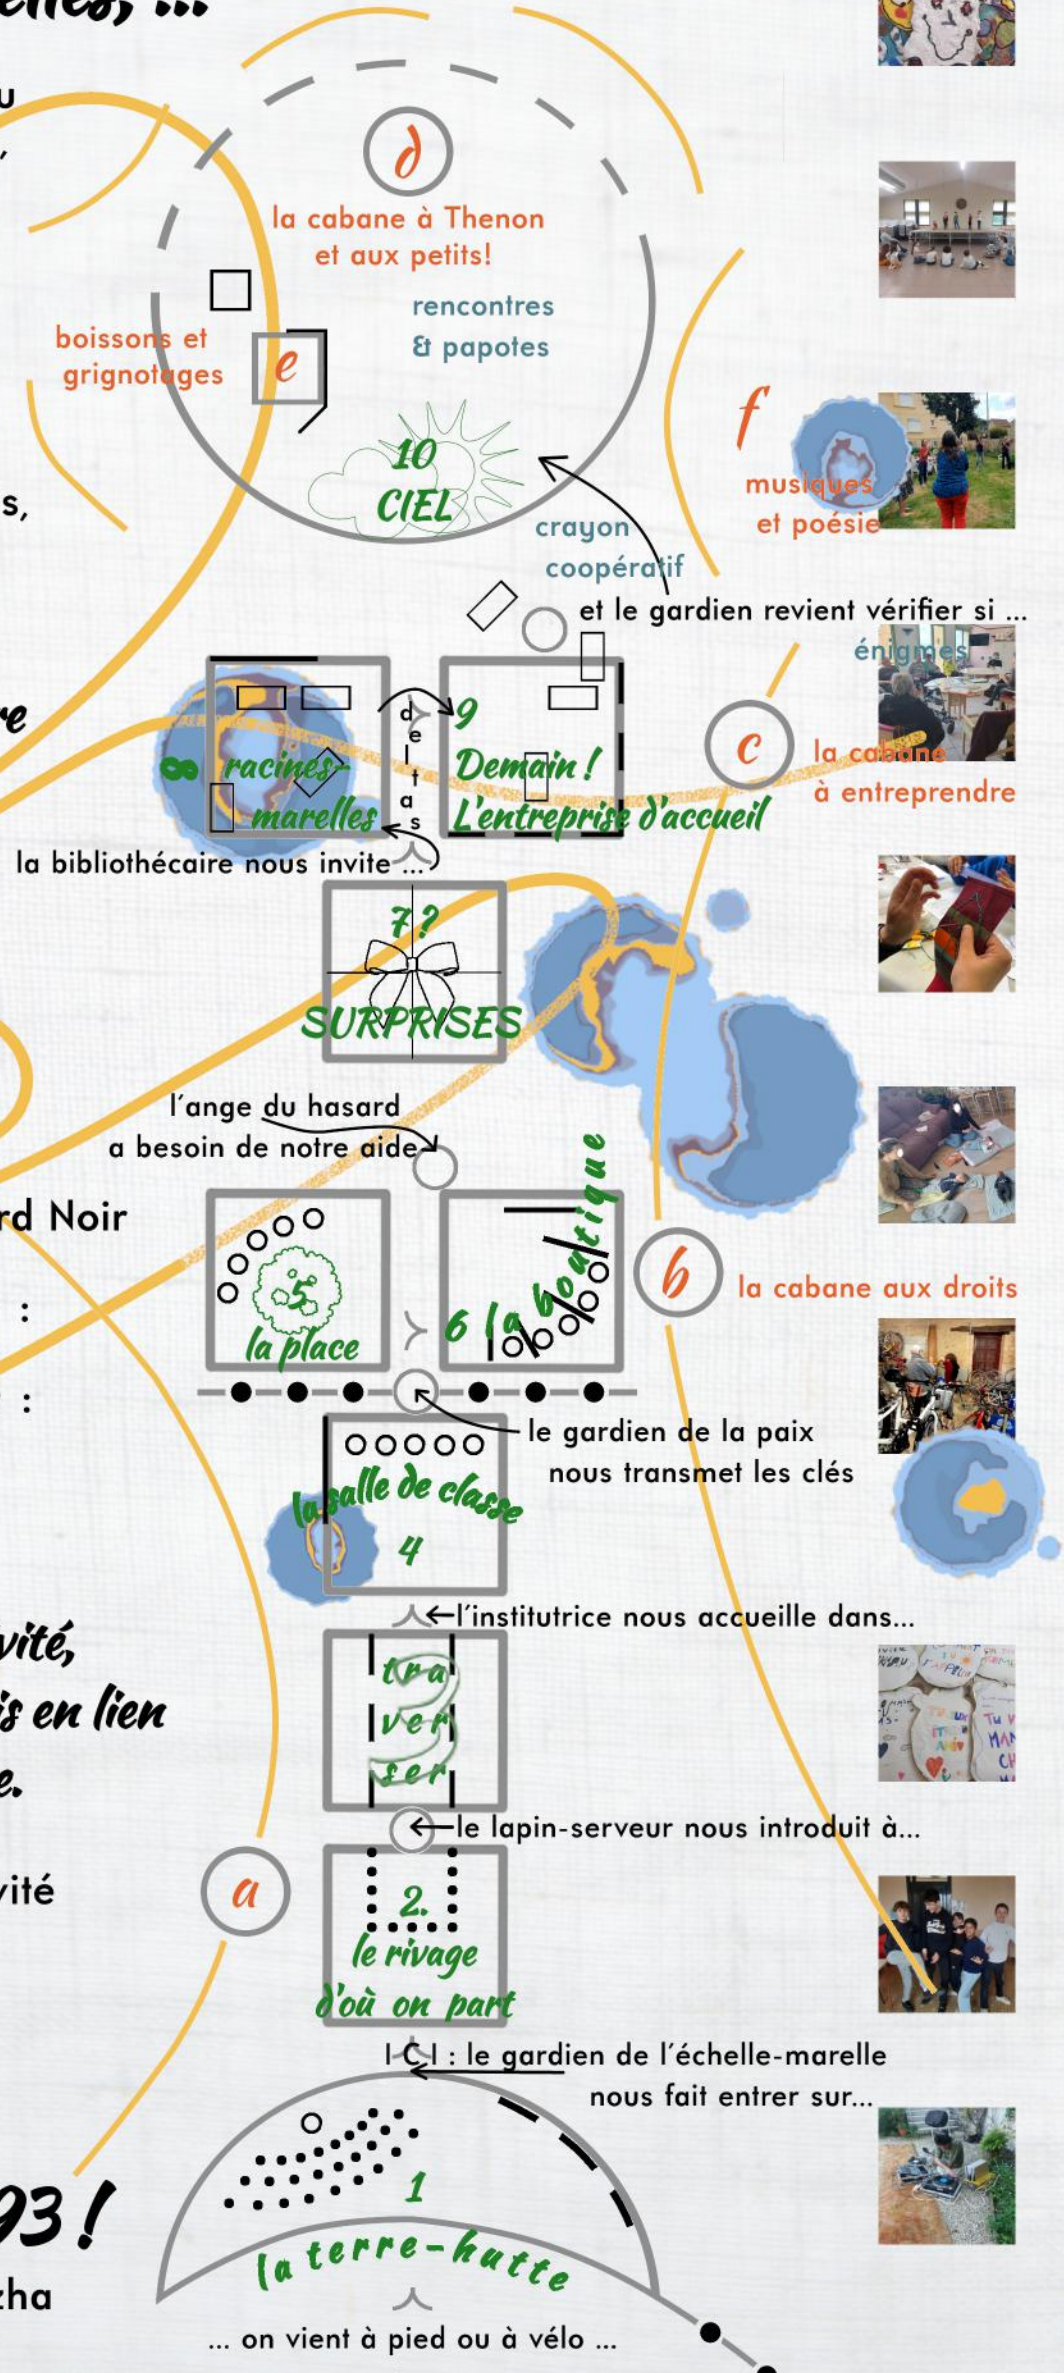 elles, ...
u
d
la cabane à Thenon
et aux petits!
rencontres
& papotes
boissons et
grignotages
e
10
CIEL
f
musiques
et poésie
s,
crayon
coopératif
et le gardien revient vérifier si ...
énigmes
re
c
la cabane
à entreprendre
8 racines-
marelles
deltas
9
Demain !
L'entreprise d'accueil
la bibliothécaire nous invite ...
7 ?
SURPRISES
l'ange du hasard
a besoin de notre aide
rd Noir
:
:
5
la place
6 la boutique
b
la cabane aux droits
le gardien de la paix
nous transmet les clés
la salle de classe
4
l'institutrice nous accueille dans...
vité,
is en lien
e.
3
tra
ver
ser
le lapin-serveur nous introduit à...
vité
a
2.
le rivage
d'où on part
ICI : le gardien de l'échelle-marelle
nous fait entrer sur...
1
la terre-hutte
93 !
zha
... on vient à pied ou à vélo ...